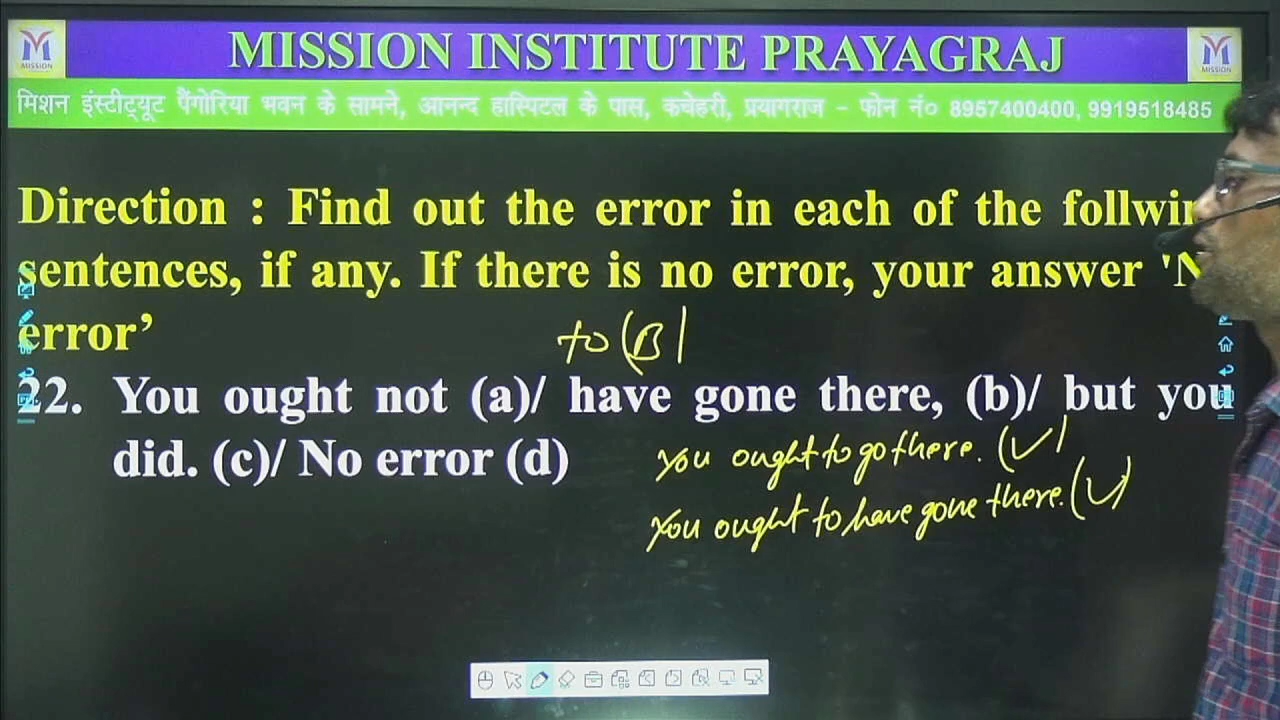 MISSION INSTITUTE PRAYAGRAJ
MISSION
MISSION
मिशन इंस्टीट्यूट पैंगोरिया भवन के सामने, आनन्द हास्पिटल के पास, कचेहरी, प्रयागराज - फोन नं० 8957400400, 9919518485
Direction : Find out the error in each of the
sentences, if any. If there is no error, your answer
error’
to (B)
22. You ought not (a)/ have gone there, (b)/ but you
did. (c)/ No error (d)
You ought to go there. (✓)
You ought to have gone there. (✓)